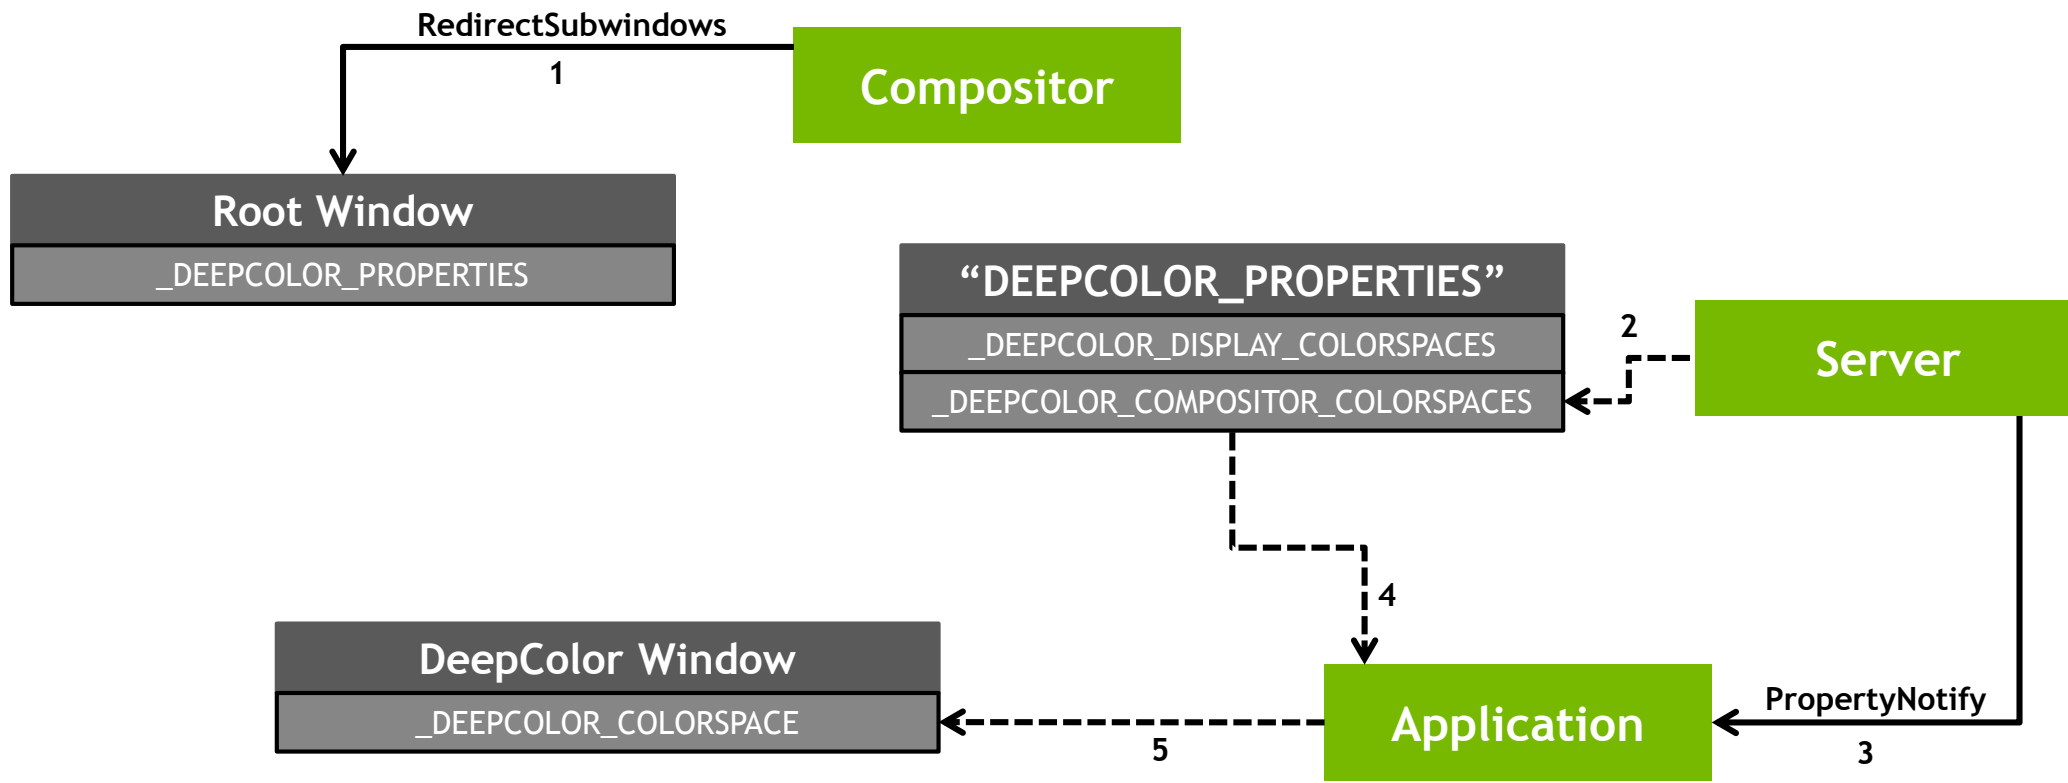 RedirectSubwindows
1
Compositor
Root Window
_DEEPCOLOR_PROPERTIES
“DEEPCOLOR_PROPERTIES”
_DEEPCOLOR_DISPLAY_COLORSPACES
_DEEPCOLOR_COMPOSITOR_COLORSPACES
2
Server
4
DeepColor Window
_DEEPCOLOR_COLORSPACE
5
Application
PropertyNotify
3